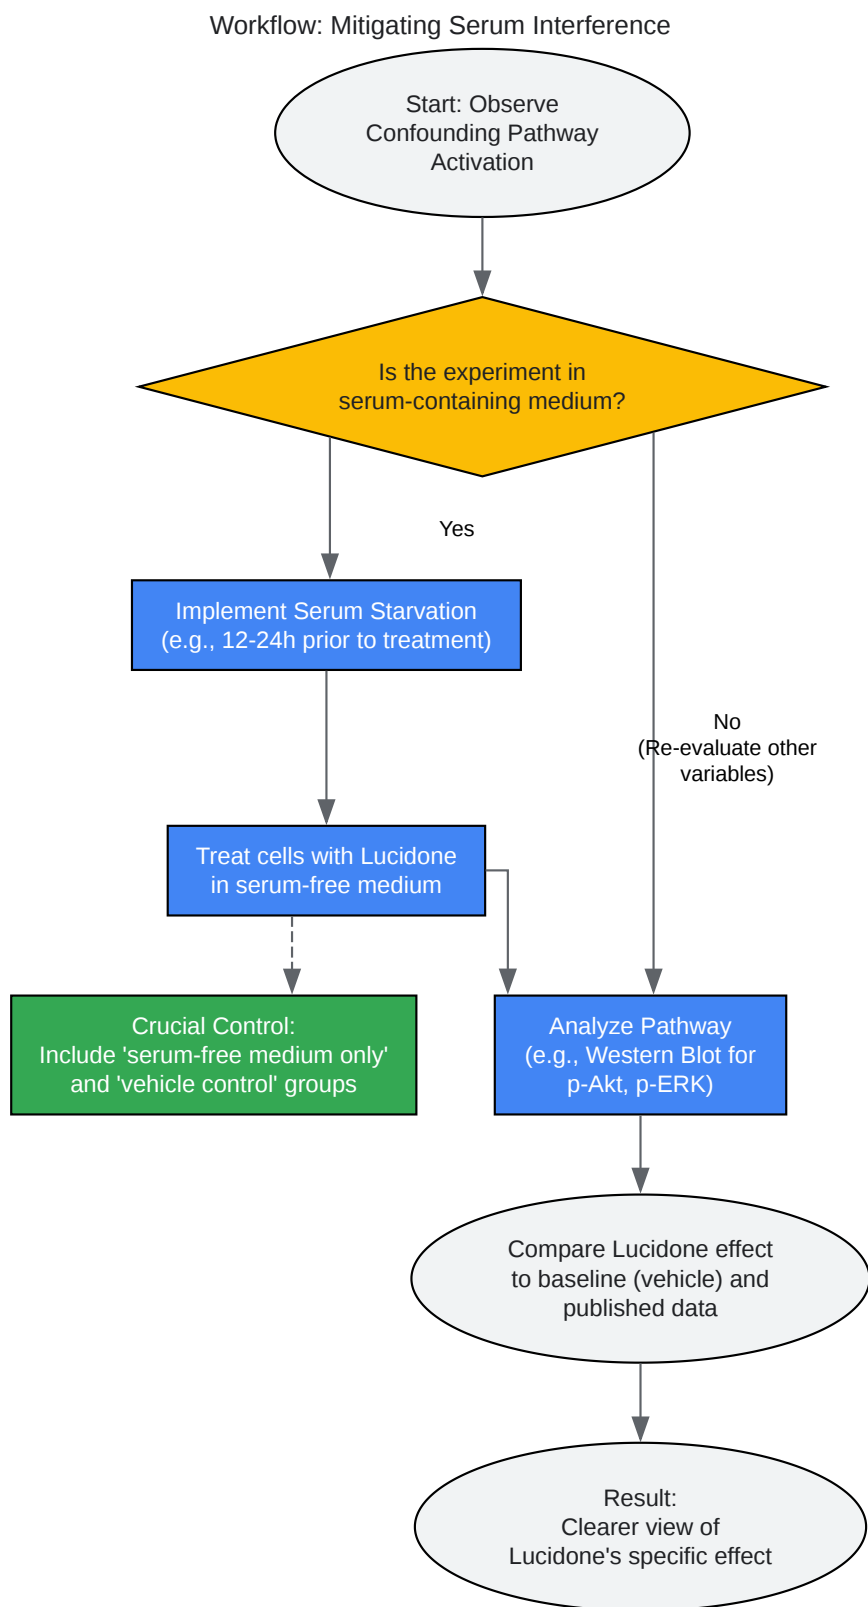 Workflow: Mitigating Serum Interference
Start: Observe
Confounding Pathway
Activation
Is the experiment in
serum-containing medium?
Yes
Implement Serum Starvation
(e.g., 12-24h prior to treatment)
No
(Re-evaluate other
variables)
Treat cells with Lucidone
in serum-free medium
Crucial Control:
Include 'serum-free medium only'
and 'vehicle control' groups
Analyze Pathway
(e.g., Western Blot for
p-Akt, p-ERK)
Compare Lucidone effect
to baseline (vehicle) and
published data
Result:
Clearer view of
Lucidone's specific effect